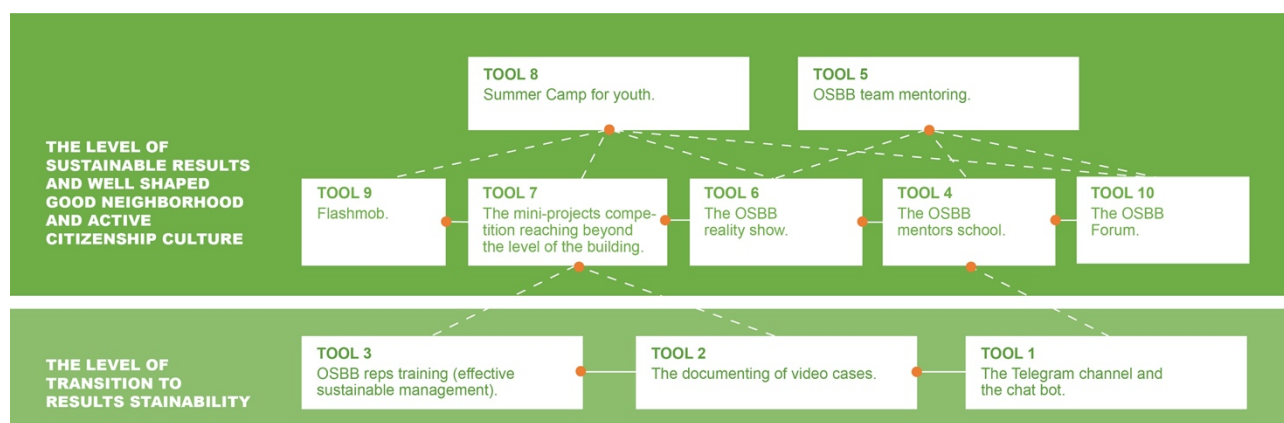 TOOL 8
Summer Camp for youth.
TOOL 5
OSBB team mentoring.
THE LEVEL OF
SUSTAINABLE RESULTS
AND WELL SHAPED
GOOD NEIGHBORHOOD
AND ACTIVE
CITIZENSHIP CULTURE
TOOL 9
Flashmob.
TOOL 7
The mini-projects compe-
tition reaching beyond
the level of the building.
TOOL 6
The OSBB
reality show.
TOOL 4
The OSBB
mentors school.
TOOL 10
The OSBB
Forum.
THE LEVEL OF
TRANSITION TO
RESULTS STAINABILITY
TOOL 3
OSBB reps training (effective
sustainable management).
TOOL 2
The documenting of video cases.
TOOL 1
The Telegram channel and
the chat bot.